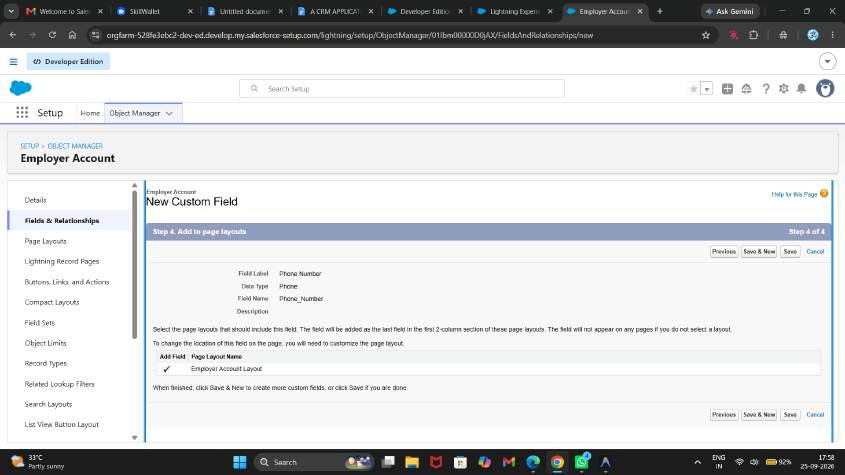 Welcome to Sales
SkillWallet
Untitled documen
A CRM APPLICAT
Developer Editio
Lightning Experie
Employer Accoun
Ask Gemini
orgfarm-528fe3ebc2-dev-ed.develop.my.salesforce-setup.com/lightning/setup/ObjectManager/01Ibm00000D0jAX/FieldsAndRelationships/new
</> Developer Edition
Search Setup
Setup
Home
Object Manager
SETUP > OBJECT MANAGER
Employer Account
Details
Fields & Relationships
Page Layouts
Lightning Record Pages
Buttons, Links, and Actions
Compact Layouts
Field Sets
Object Limits
Record Types
Related Lookup Filters
Search Layouts
List View Button Layout
Employer Account
New Custom Field
Help for this Page
Step 4. Add to page layouts
Step 4 of 4
Previous
Save & New
Save
Cancel
Field Label Phone Number
Data Type Phone
Field Name Phone_Number
Description
Select the page layouts that should include this field. The field will be added as the last field in the first 2-column section of these page layouts. The field will not appear on any pages if you do not select a layout.
To change the location of this field on the page, you will need to customize the page layout.
Add Field Page Layout Name
Employer Account Layout
When finished, click Save & New to create more custom fields, or click Save if you are done.
Previous
Save & New
Save
Cancel
33°C
Partly sunny
Search
4
ENG
IN
92%
17:58
25-09-2026